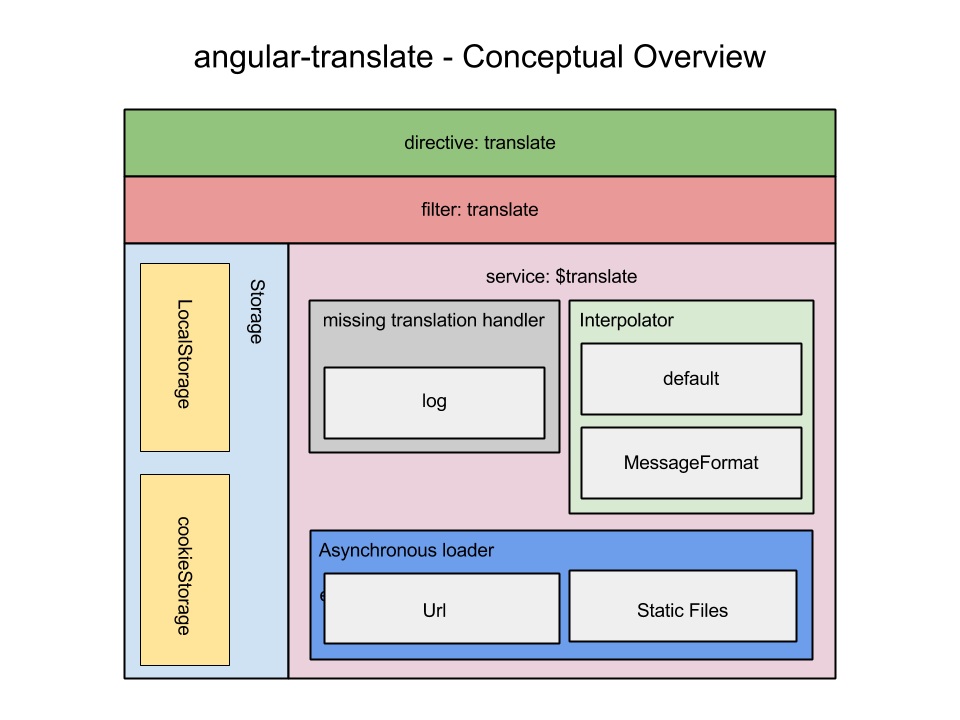 angular-translate - Conceptual Overview
directive: translate
filter: translate
LocalStorage
Storage
cookieStorage
service: $translate
missing translation handler
log
Interpolator
default
MessageFormat
Asynchronous loader
Url
Static Files